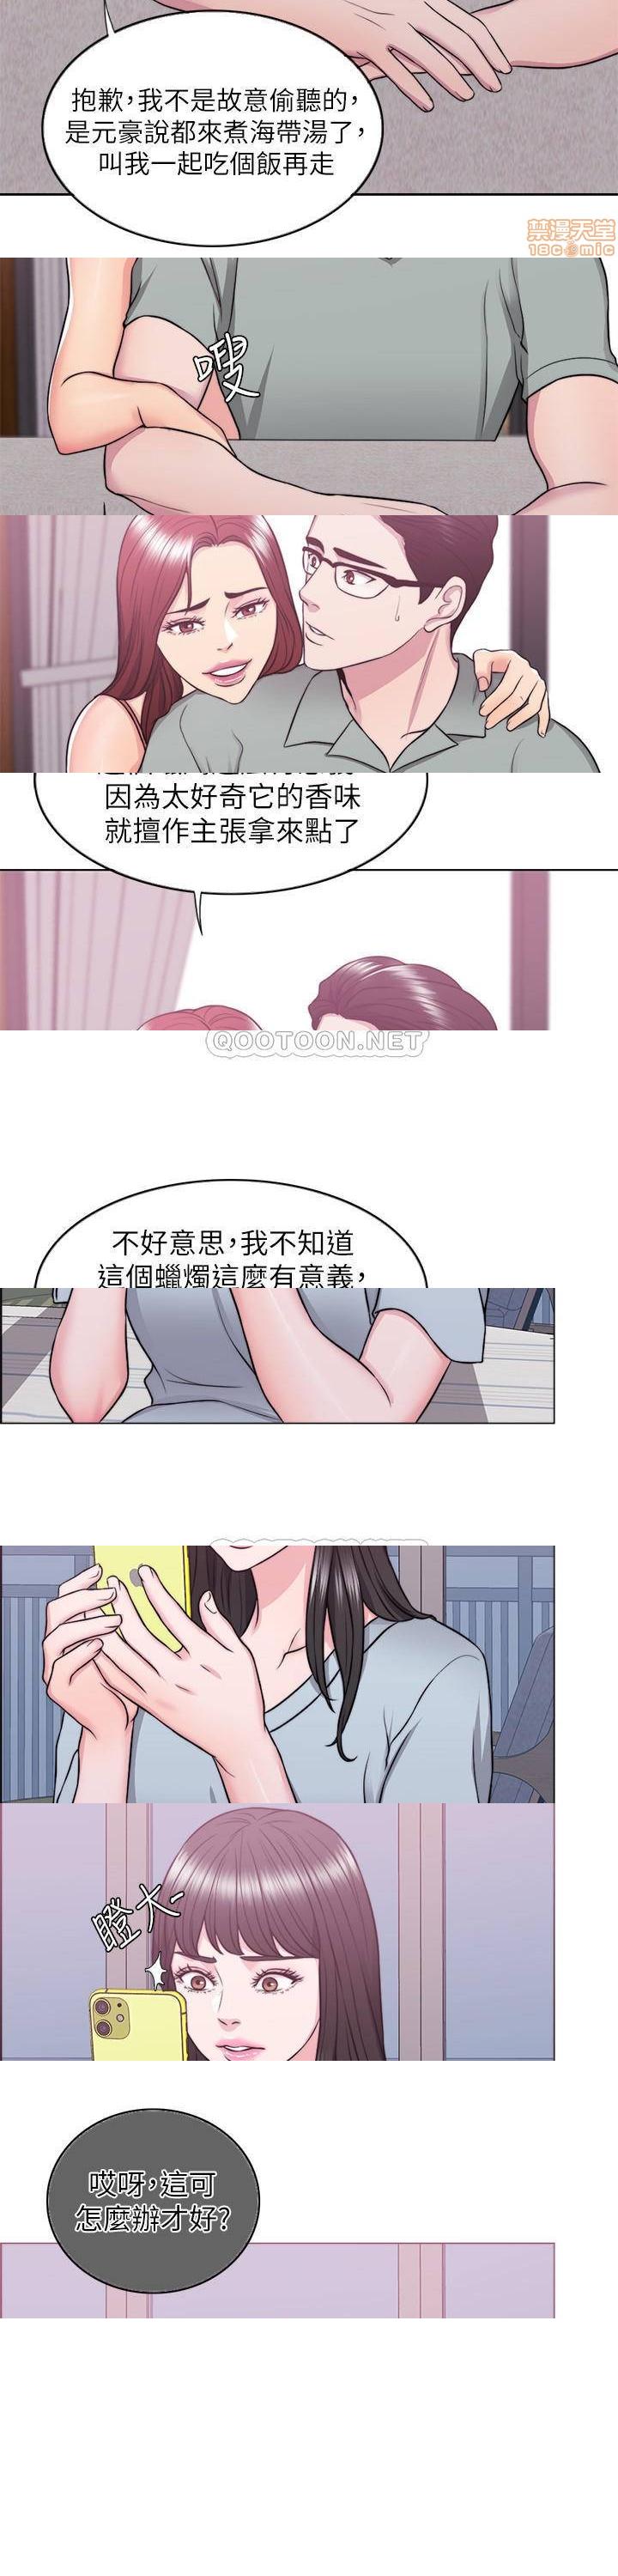 抱歉,我不是故意偷聽的,
是元豪說都來煮海帶湯了,
叫我一起吃個飯再走
禁漫天堂
18comic
嗖
因為太好奇它的香味
就擅作主張拿來點了
QOOTOON.NET
不好意思,我不知道
這個蠟燭這麼有意義,
瞪大-
哎呀,這可
怎麼辦才好?